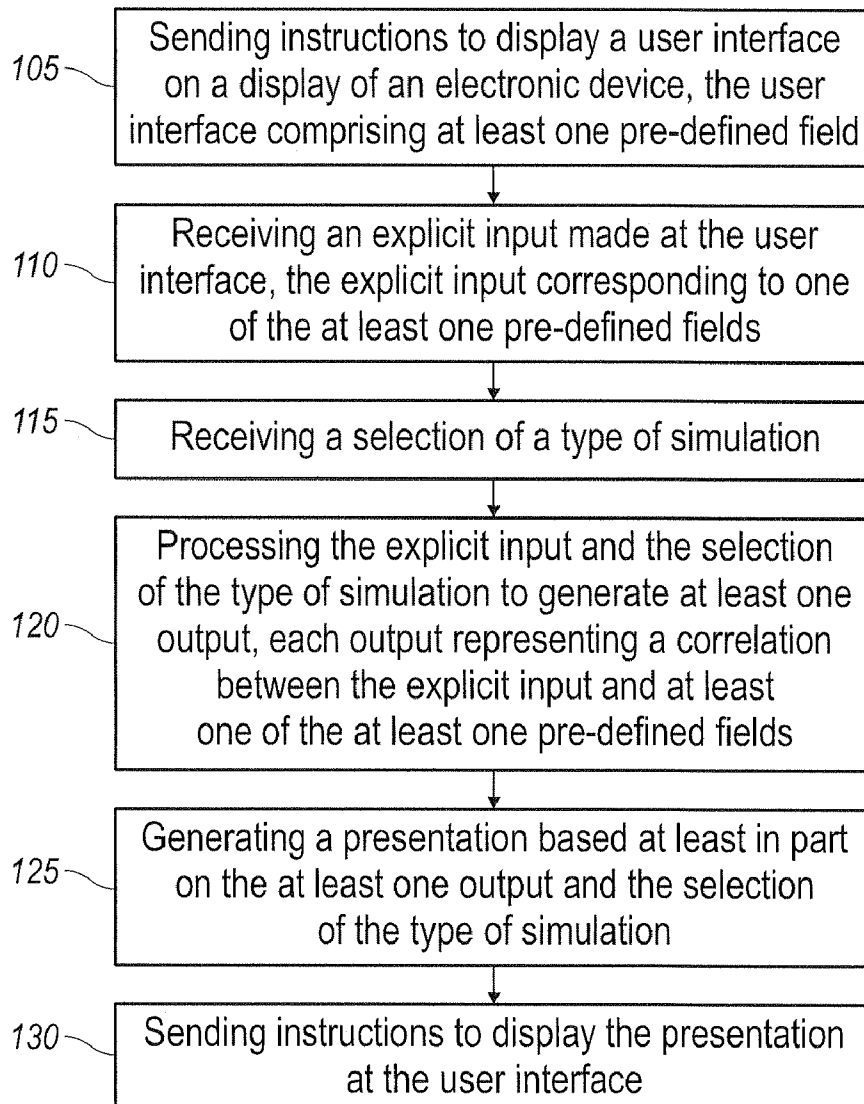 105
Sending instructions to display a user interface
on a display of an electronic device, the user
interface comprising at least one pre-defined field
110
Receiving an explicit input made at the user
interface, the explicit input corresponding to one
of the at least one pre-defined fields
115
Receiving a selection of a type of simulation
120
Processing the explicit input and the selection
of the type of simulation to generate at least one
output, each output representing a correlation
between the explicit input and at least
one of the at least one pre-defined fields
125
Generating a presentation based at least in part
on the at least one output and the selection
of the type of simulation
130
Sending instructions to display the presentation
at the user interface